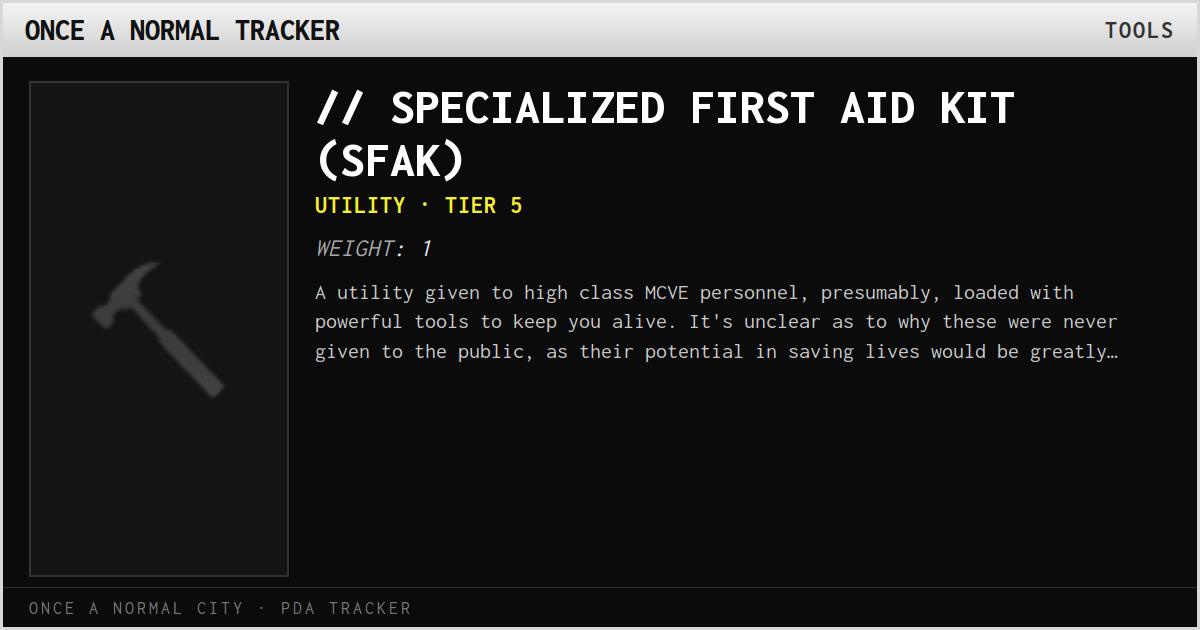 ONCE A NORMAL TRACKER
TOOLS
// SPECIALIZED FIRST AID KIT
(SFAK)
UTILITY · TIER 5
WEIGHT: 1
A utility given to high class MCVE personnel, presumably, loaded with
powerful tools to keep you alive. It's unclear as to why these were never
given to the public, as their potential in saving lives would be greatly…
ONCE A NORMAL CITY · PDA TRACKER